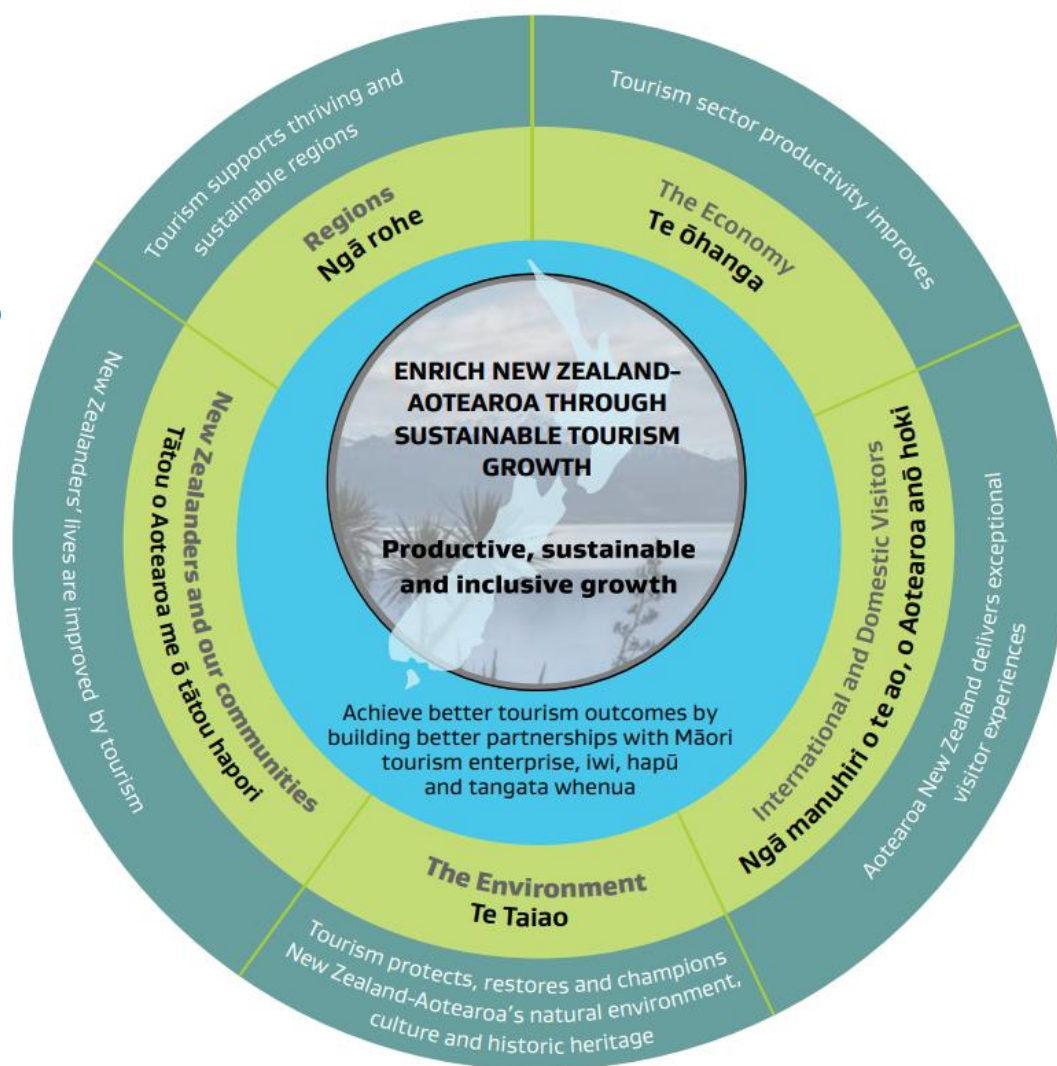 ENRICH NEW ZEALAND–
AOTEAROA THROUGH
SUSTAINABLE TOURISM
GROWTH
Productive, sustainable
and inclusive growth
Achieve better tourism outcomes by
building better partnerships with Māori
tourism enterprise, iwi, hapū
and tangata whenua
The Economy
Te ōhanga
Tourism sector productivity improves
International and Domestic Visitors
Ngā manuhiri o te ao, o Aotearoa anō hoki
Aotearoa New Zealand delivers exceptional
visitor experiences
The Environment
Te Taiao
Tourism protects, restores and champions
New Zealand-Aotearoa's natural environment,
culture and historic heritage
New Zealanders and our communities
Tātou o Aotearoa me ō tātou hapori
New Zealanders' lives are improved by tourism
Regions
Ngā rohe
Tourism supports thriving and
sustainable regions